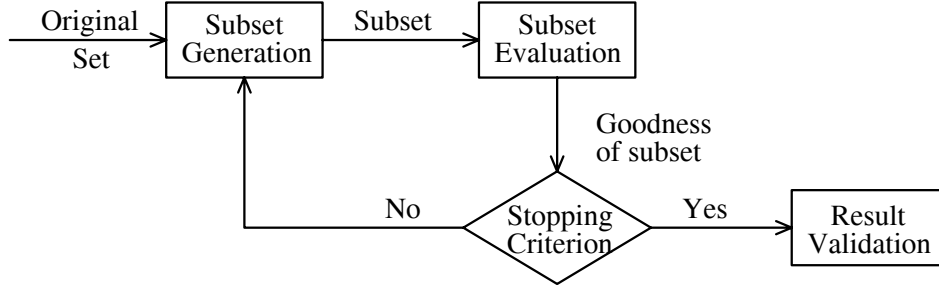 Original
Set
Subset
Generation
Subset
Subset
Evaluation
Goodness
of subset
No
Stopping
Criterion
Yes
Result
Validation